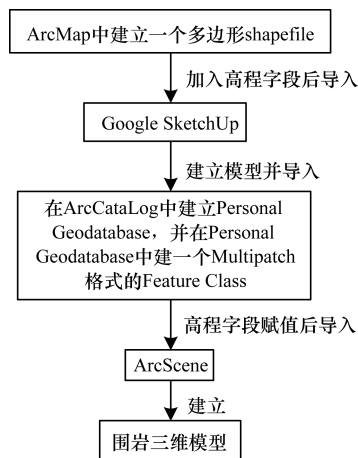 ArcMap中建立一个多边形shapefile
加入高程字段后导入
Google SketchUp
建立模型并导入
在ArcCataLog中建立Personal
Geodatabase，并在Personal
Geodatabase中建一个Multipatch
格式的Feature Class
高程字段赋值后导入
ArcScene
建立
围岩三维模型